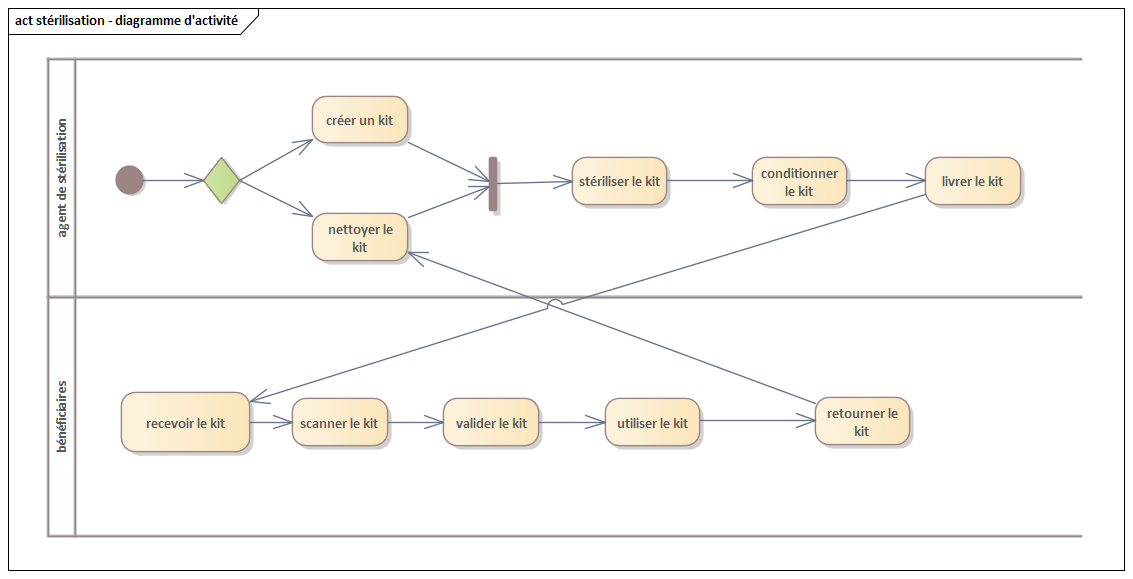 act stérilisation - diagramme d'activité
agent de stérilisation
créer un kit
nettoyer le
kit
stériliser le kit
conditionner
le kit
livrer le kit
bénéficiaires
recevoir le kit
scanner le kit
valider le kit
utiliser le kit
retourner le
kit